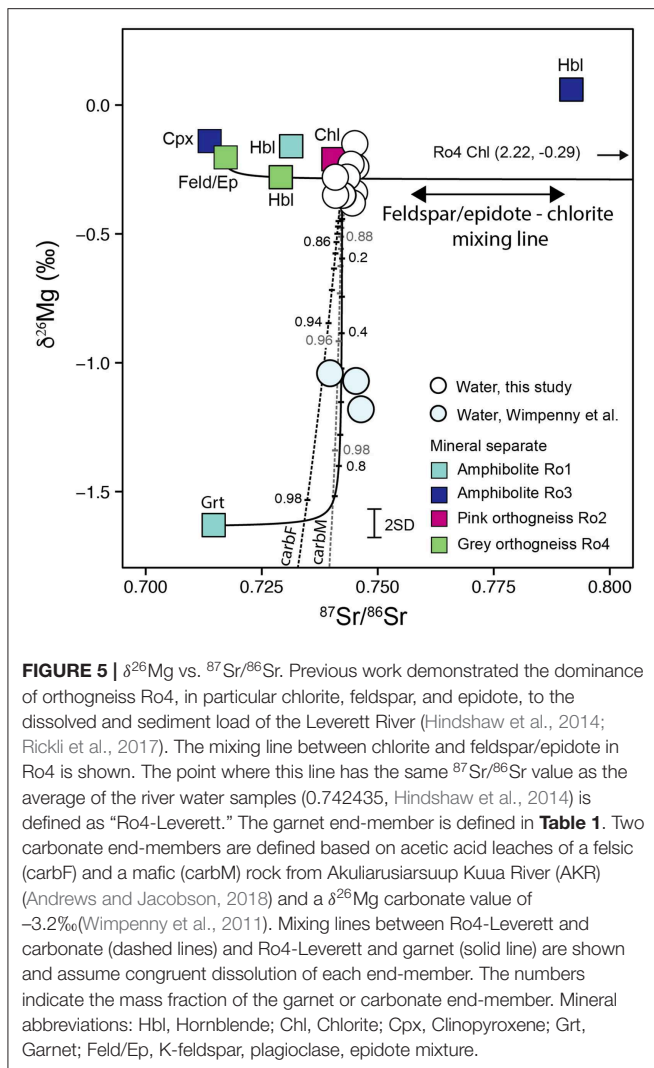 Hbl
0.0
Cpx
Hbl
Chl
Ro4 Chl (2.22, -0.29)
Feld/Ep
Hbl
Feldspar/epidote - chlorite
mixing line
−0.5
0.86
0.88
0.2
δ26Mg (‰)
0.94
0.4
0.96
−1.0
Water, this study
Water, Wimpenny et al.
Mineral separate
0.98
0.8
Amphibolite Ro1
−1.5
Grt
0.98
Amphibolite Ro3
carbF
carbM
2SD
Pink orthogneiss Ro2
Grey orthogneiss Ro4
0.700
0.725
0.750
0.775
0.800
87Sr/86Sr
FIGURE 5 | δ26Mg vs. 87Sr/86Sr. Previous work demonstrated the dominance
of orthogneiss Ro4, in particular chlorite, feldspar, and epidote, to the
dissolved and sediment load of the Leverett River (Hindshaw et al., 2014;
Rickli et al., 2017). The mixing line between chlorite and feldspar/epidote in
Ro4 is shown. The point where this line has the same 87Sr/86Sr value as the
average of the river water samples (0.742435, Hindshaw et al., 2014) is
defined as “Ro4-Leverett.” The garnet end-member is defined in Table 1. Two
carbonate end-members are defined based on acetic acid leaches of a felsic
(carbF) and a mafic (carbM) rock from Akuliarusiarsuup Kuua River (AKR)
(Andrews and Jacobson, 2018) and a δ26Mg carbonate value of
–3.2‰(Wimpenny et al., 2011). Mixing lines between Ro4-Leverett and
carbonate (dashed lines) and Ro4-Leverett and garnet (solid line) are shown
and assume congruent dissolution of each end-member. The numbers
indicate the mass fraction of the garnet or carbonate end-member. Mineral
abbreviations: Hbl, Hornblende; Chl, Chlorite; Cpx, Clinopyroxene; Grt,
Garnet; Feld/Ep, K-feldspar, plagioclase, epidote mixture.